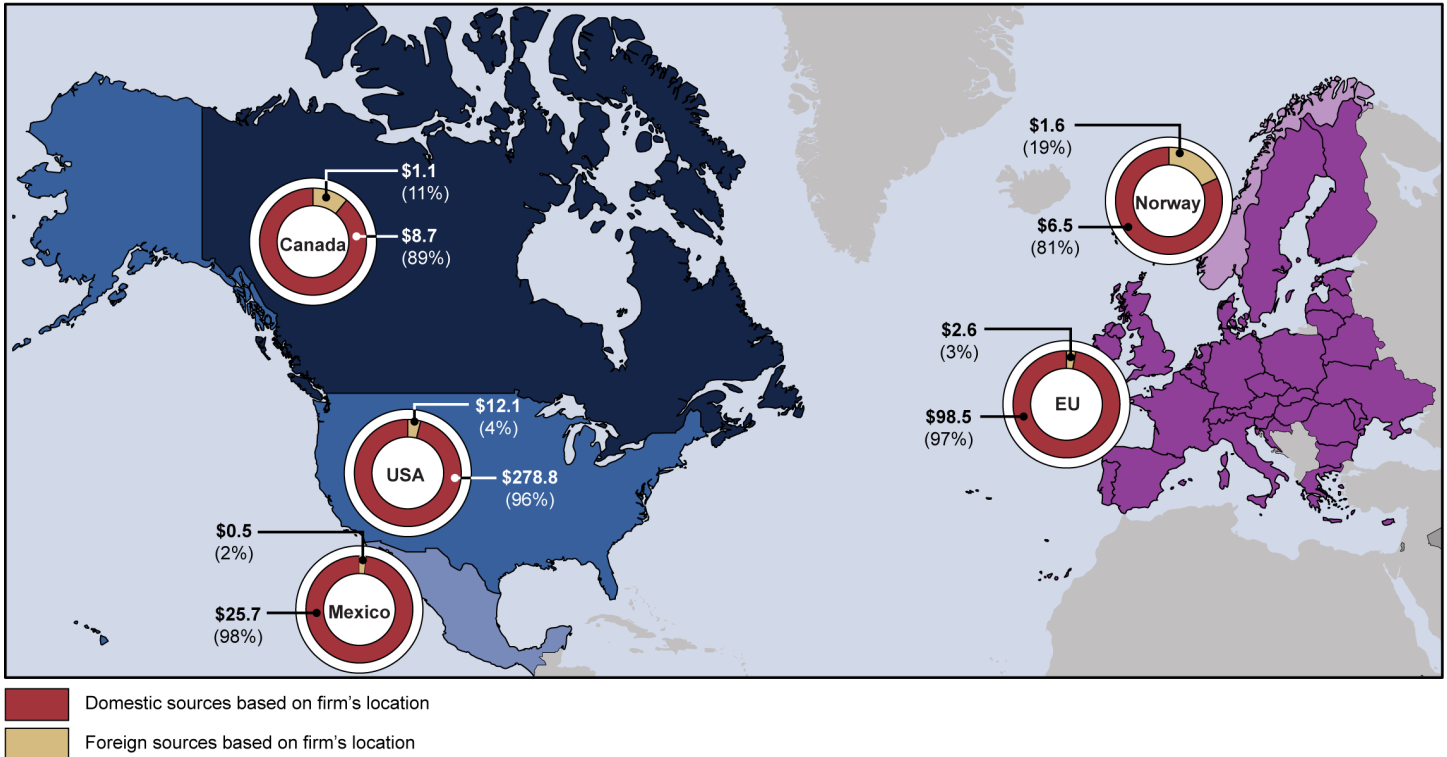 $1.1
(11%)
$8.7
(89%)
Canada
$12.1
(4%)
$278.8
(96%)
USA
$0.5
(2%)
$25.7
(98%)
Mexico
$1.6
(19%)
$6.5
(81%)
Norway
$2.6
(3%)
$98.5
(97%)
EU
Domestic sources based on firm's location
Foreign sources based on firm's location